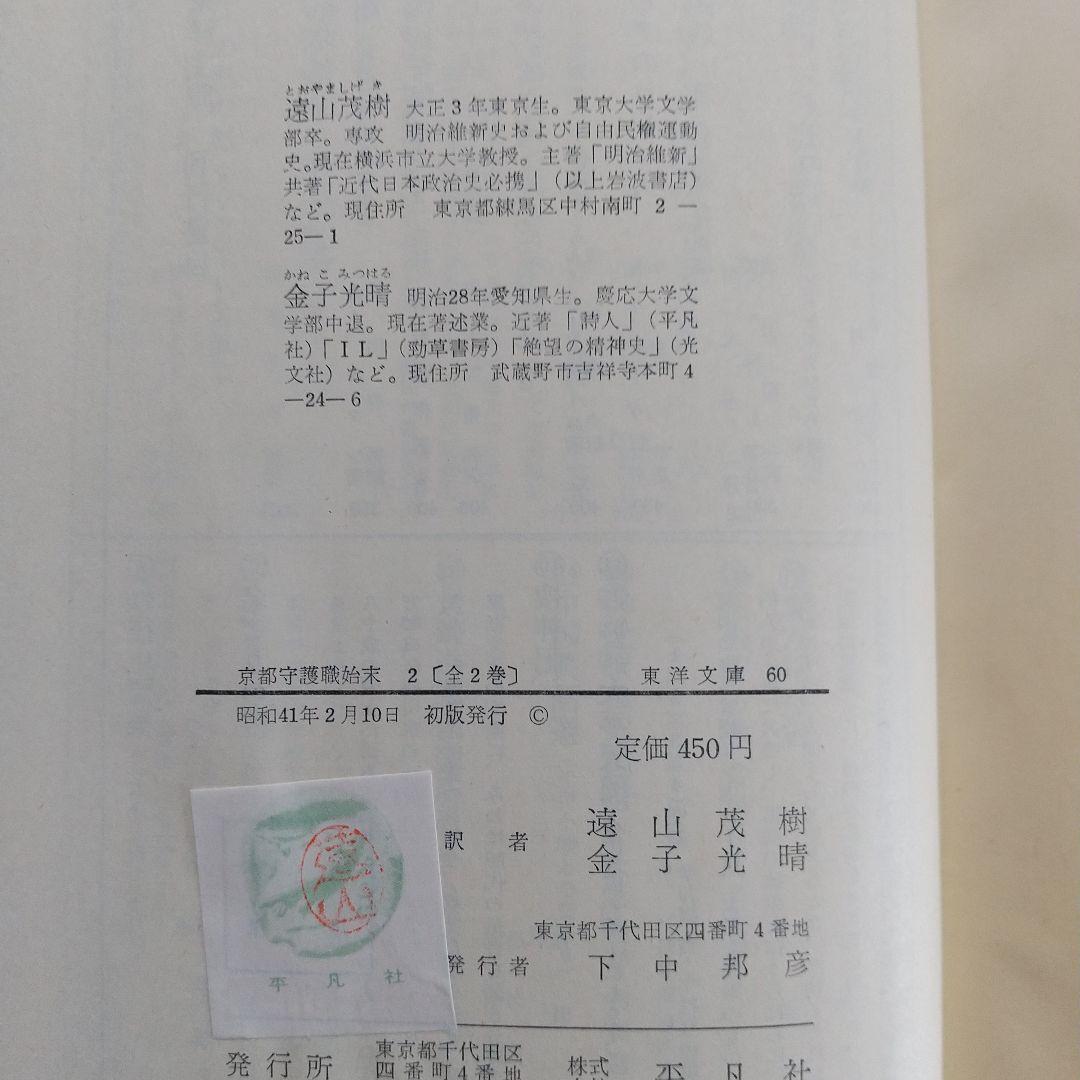 とおやましげき
遠山茂樹 大正3年東京生。東京大学文学
部卒。専攻 明治維新史および自由民権運動
史。現在横浜市立大学教授。主著「明治維新」
共著「近代日本政治史必携」(以上岩波書店)
など。現住所 東京都練馬区中村南町 2 —
25—1
かねこみつはる
金子光晴 明治28年愛知県生。慶応大学文
学部中退。現在著述業。近著「詩人」(平凡
社)「IL」(勁草書房)「絶望の精神史」(光
文社)など。現住所 武蔵野市吉祥寺本町4
—24—6
京都守護職始末 2〔全2巻〕 東洋文庫 60
昭和41年2月10日 初版発行 ©
定価 450 円
訳者 遠山茂樹
金子光晴
東京都千代田区四番町4番地
発行者 下中邦彦
平凡社
発行所 東京都千代田区
四番町4番地 株式 平凡社